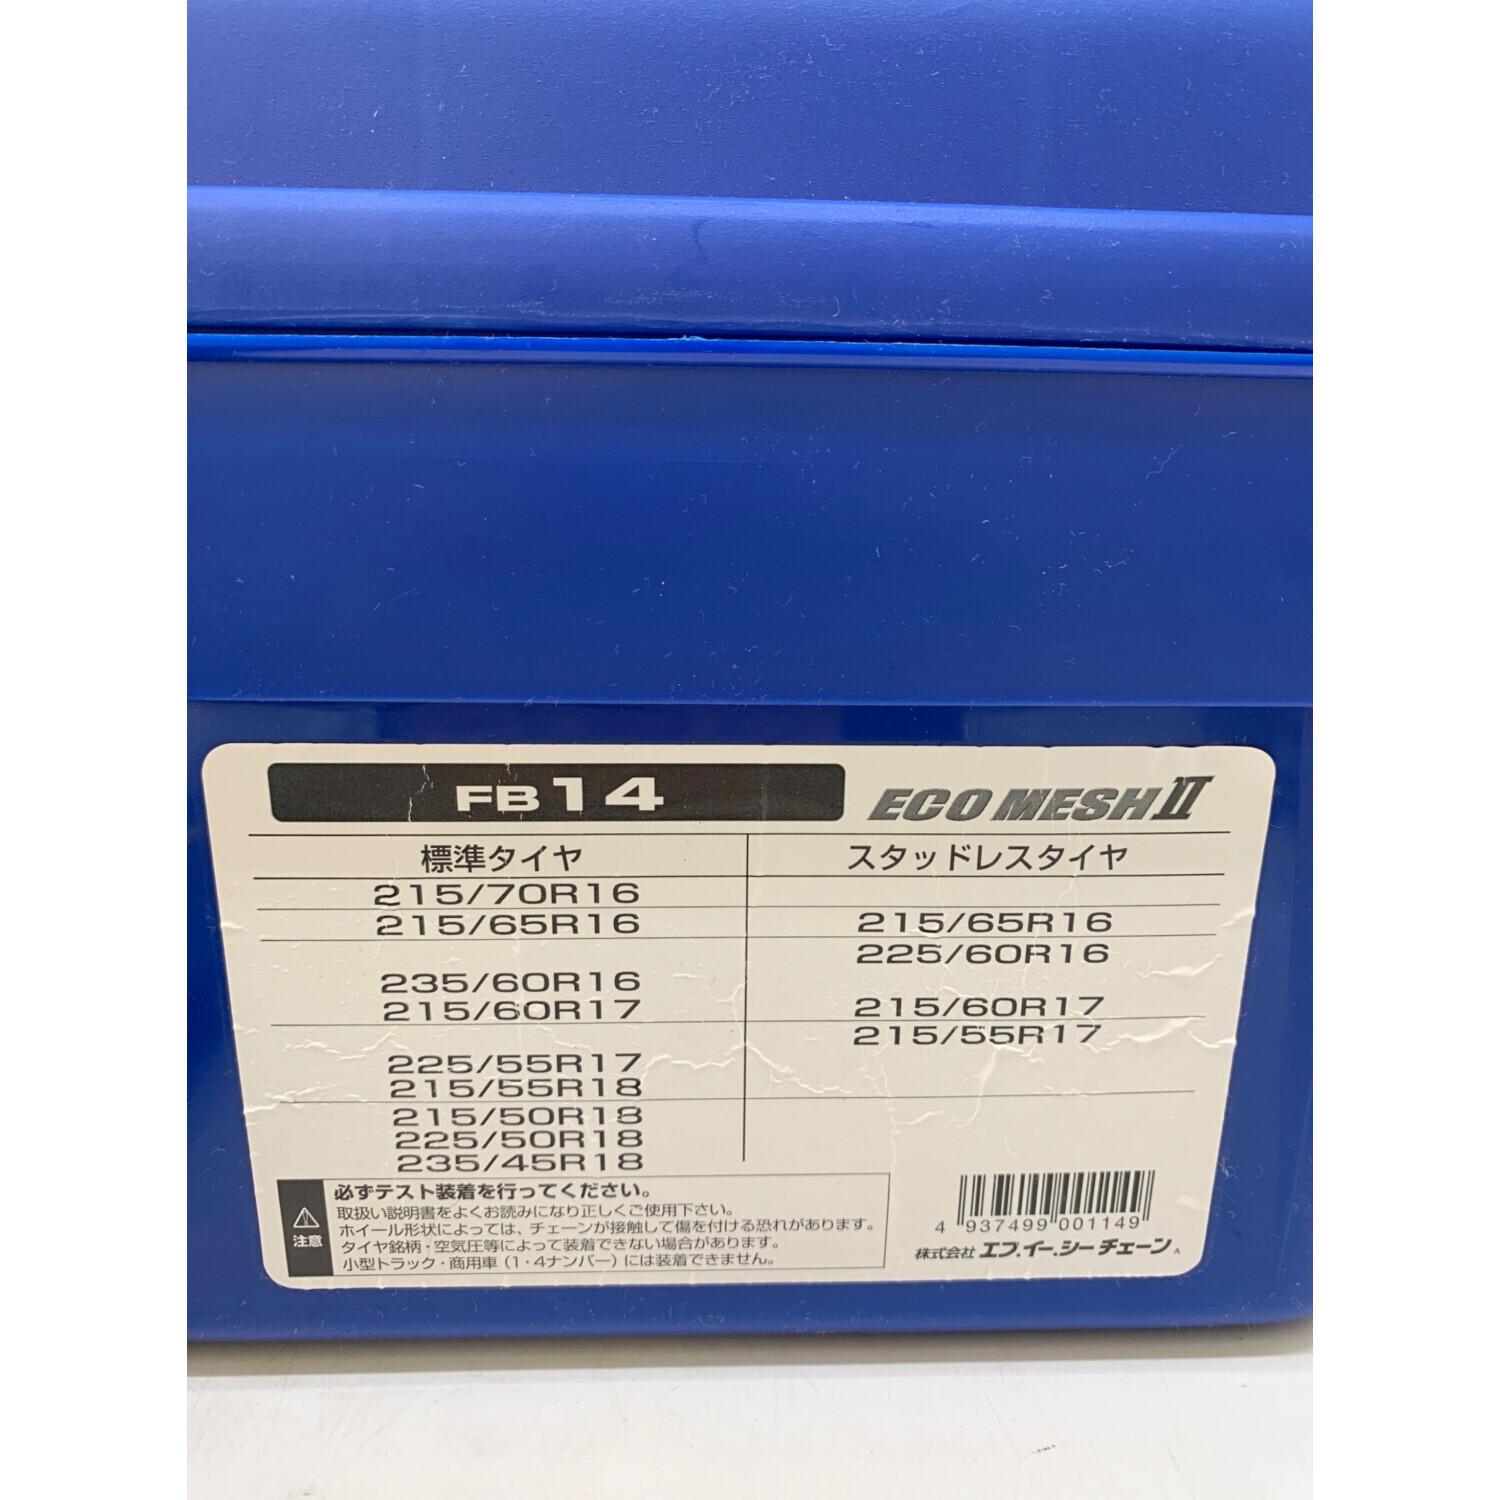 FB14
ECO MESH II
標準タイヤ
スタッドレスタイヤ
215/70R16
215/65R16
215/65R16
225/60R16
235/60R16
215/60R17
215/60R17
215/55R17
225/55R17
215/55R18
215/50R18
225/50R18
235/45R18
注意
必ずテスト装着を行ってください。
取扱い説明書をよくお読みになり正しくご使用下さい。
ホイール形状によっては、チェーンが接触して傷を付ける恐れがあります。
タイヤ銘柄・空気圧等によって装着できない場合があります。
小型トラック・商用車（1・4ナンバー）には装着できません。
4 937499 001149
株式会社 エフ.イー.シーチェーン A